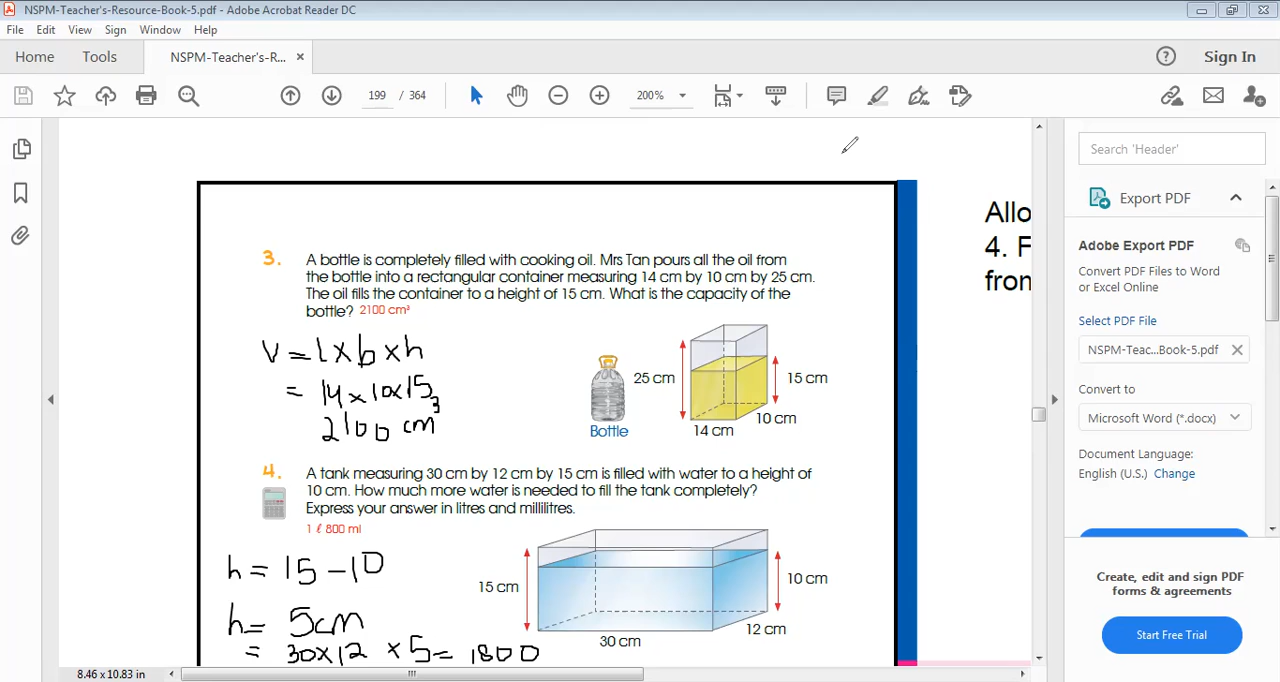 NSPM-Teacher's-Resource-Book-5.pdf - Adobe Acrobat Reader DC
File Edit View Sign Window Help
Home Tools NSPM-Teacher's-R... × Sign In
199 / 364 200%
Search 'Header'
Export PDF
Adobe Export PDF
Convert PDF Files to Word
or Excel Online
Select PDF File
NSPM-Teac...Book-5.pdf
Convert to
Microsoft Word (*.docx)
Document Language:
English (U.S.) Change
Create, edit and sign PDF
forms & agreements
Start Free Trial
Allo
4. F
from
3. A bottle is completely filled with cooking oil. Mrs Tan pours all the oil from
the bottle into a rectangular container measuring 14 cm by 10 cm by 25 cm.
The oil fills the container to a height of 15 cm. What is the capacity of the
bottle? 2100 cm³
V = l × b × h
= 14 × 10 × 15
2100 cm³
25 cm
15 cm
10 cm
14 cm
Bottle
4. A tank measuring 30 cm by 12 cm by 15 cm is filled with water to a height of
10 cm. How much more water is needed to fill the tank completely?
Express your answer in litres and millilitres.
1 ℓ 800 ml
h = 15 - 10
h = 5cm
= 30 × 12 × 5 = 1800
15 cm
10 cm
12 cm
30 cm
8.46 x 10.83 in